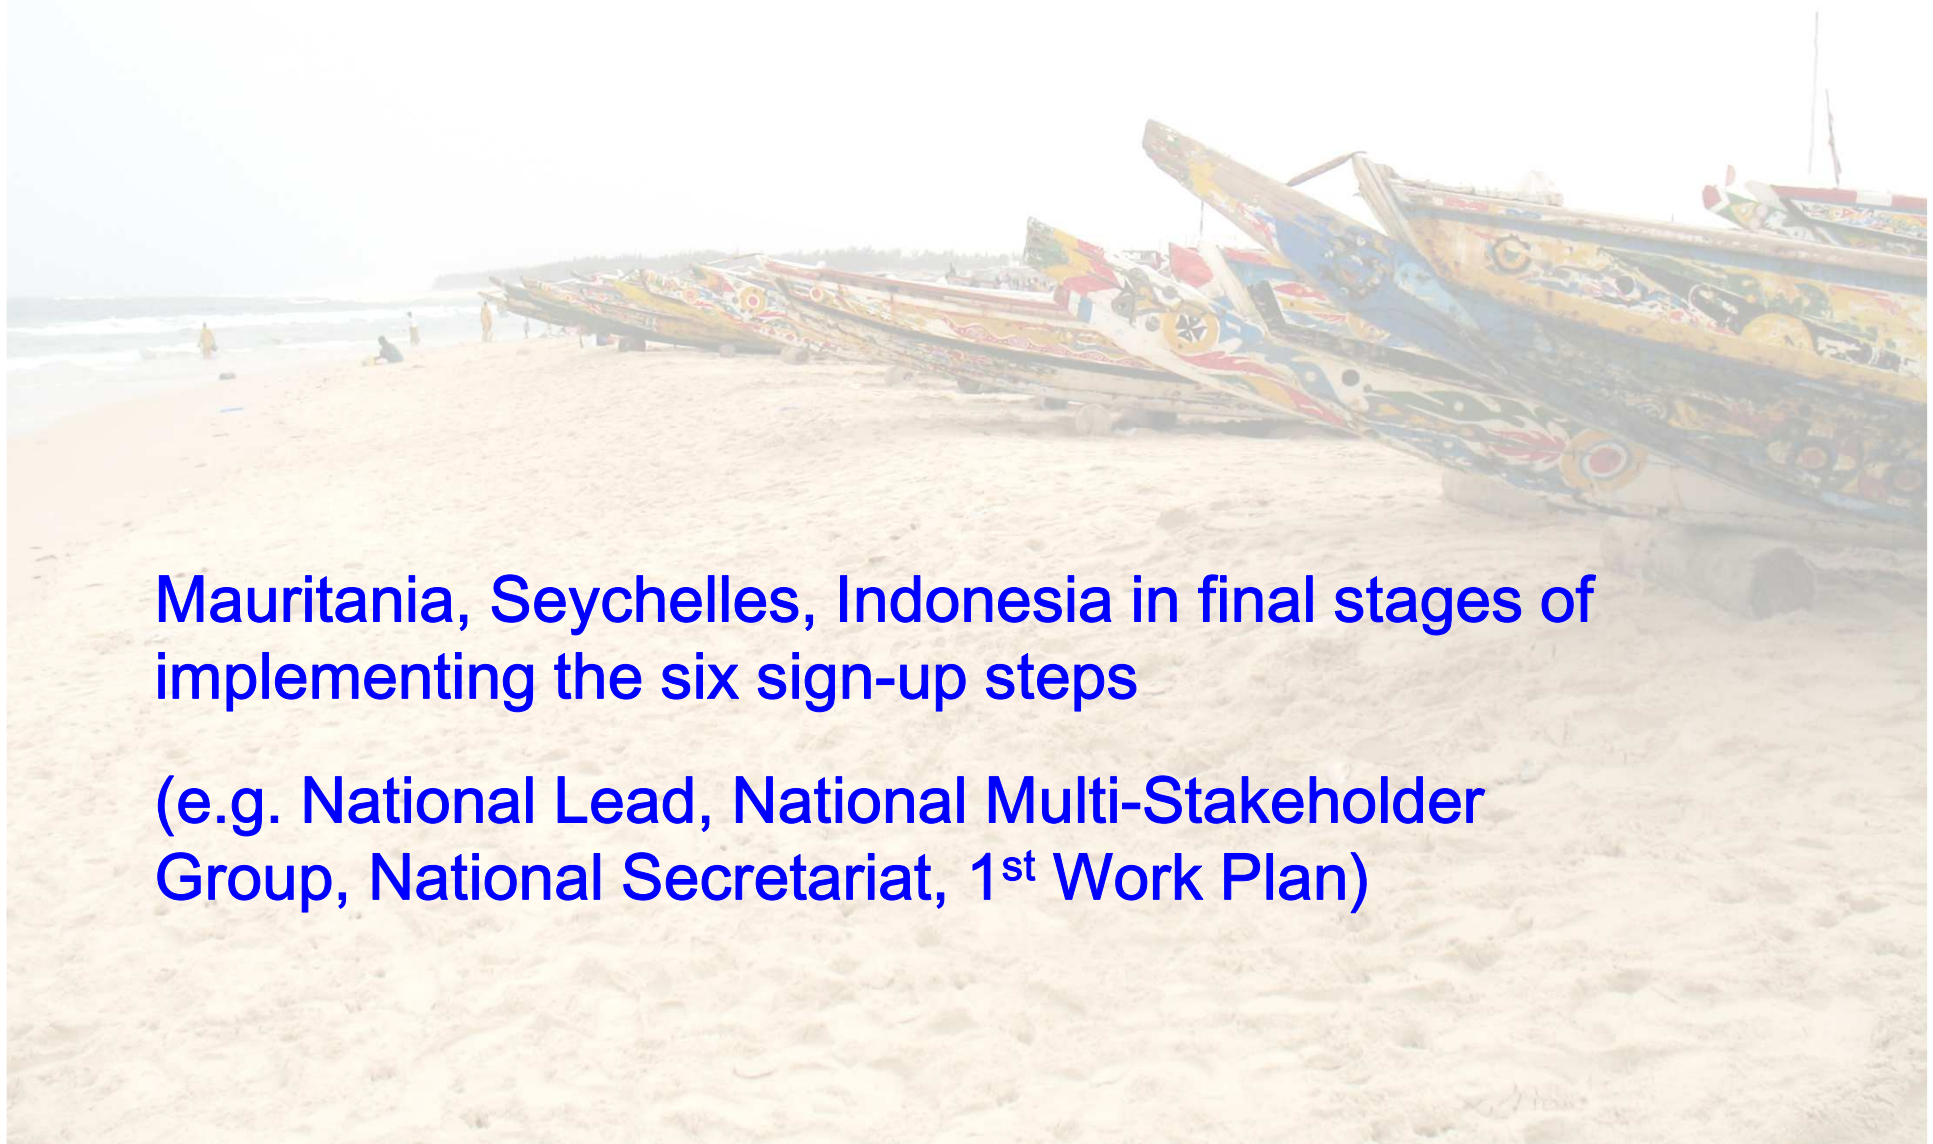 Mauritania, Seychelles, Indonesia in final stages of
implementing the six sign-up steps
(e.g. National Lead, National Multi-Stakeholder
Group, National Secretariat, 1st Work Plan)